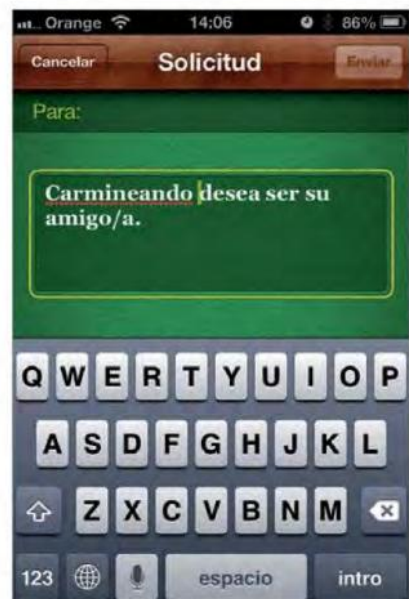 Orange 14:06 86%
Cancelar Solicitud Enviar
Para:
Carmineando desea ser su
amigo/a.
Q W E R T Y U I O P
A S D F G H J K L
Z X C V B N M
123 espacio intro